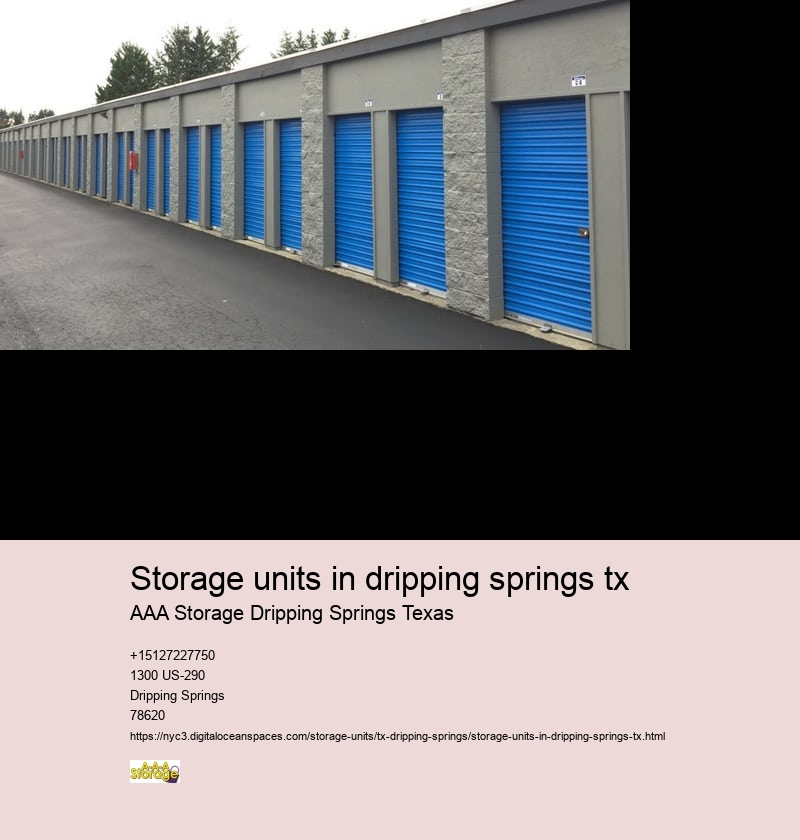 Storage units in dripping springs tx
AAA Storage Dripping Springs Texas
+15127227750
1300 US-290
Dripping Springs
78620
https://nyc3.digitaloceanspaces.com/storage-units/tx-dripping-springs/storage-units-in-dripping-springs-tx.html
AAA
Storage